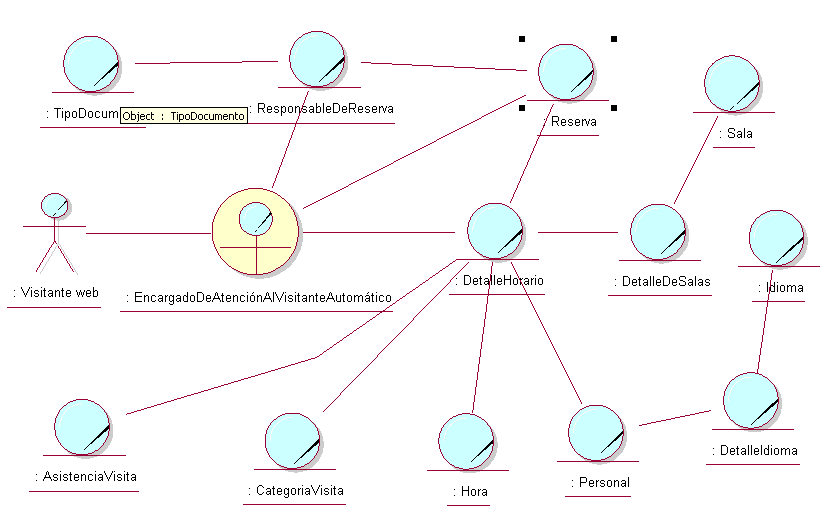 : TipoDocum
Object : TipoDocumento
: ResponsableDeReserva
: Reserva
: Sala
: Visitante web
: EncargadoDeAtenciónAlVisitanteAutomático
: DetalleHorario
: DetalleDeSalas
: Idioma
: AsistenciaVisita
: CategoriaVisita
: Hora
: Personal
: DetalleIdioma